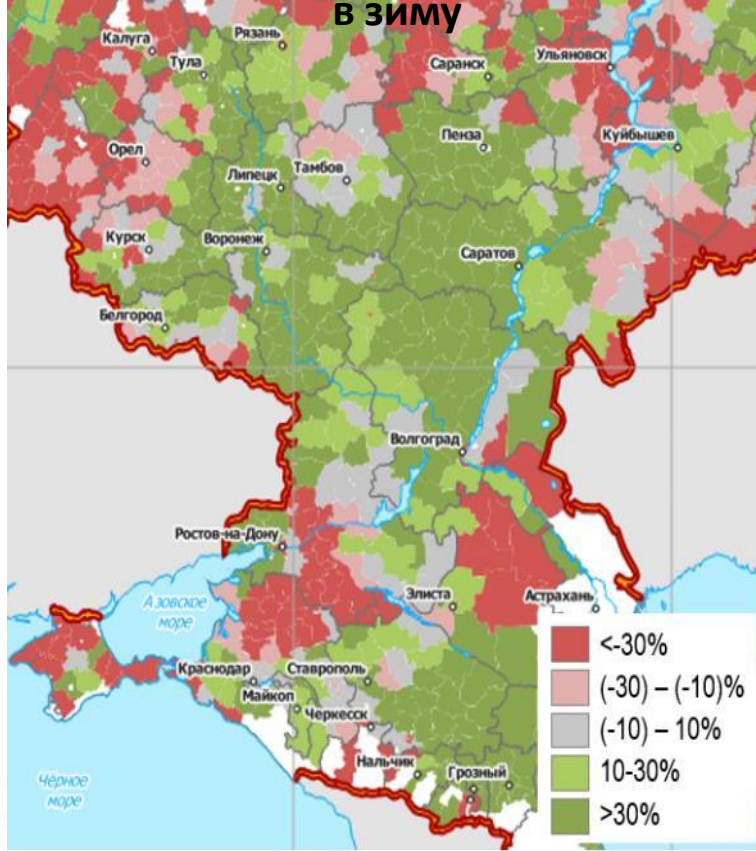 в зиму
Калуга
Рязань
Тула
Саранск
Ульяновск
Орел
Пенза
Куйбышев
Липецк
Тамбов
Курск
Воронеж
Саратов
Белгород
Волгоград
Ростов-на-Дону
Азовское
море
Элиста
Астрахань
Краснодар
Ставрополь
Майкоп
Черкесск
Нальчик
Грозный
Чёрное
море
<-30%
(-30) – (-10)%
(-10) – 10%
10-30%
>30%